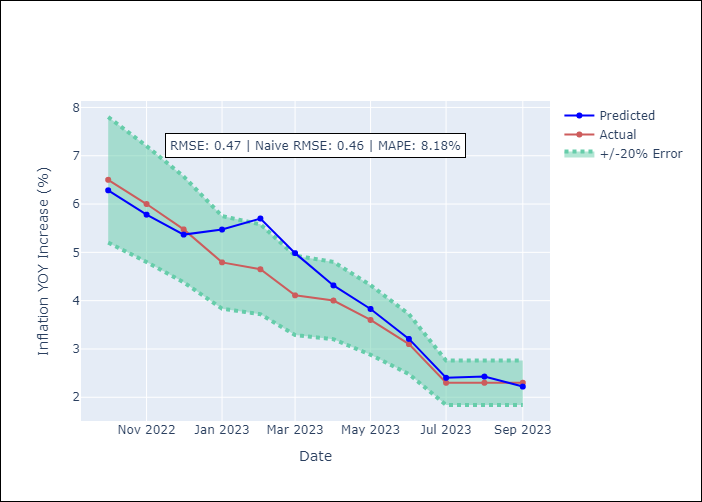 RMSE: 0.47 | Naive RMSE: 0.46 | MAPE: 8.18%
Predicted
Actual
+/-20% Error
Inflation YOY Increase (%)
8
7
6
5
4
3
2
Nov 2022 Jan 2023 Mar 2023 May 2023 Jul 2023 Sep 2023
Date